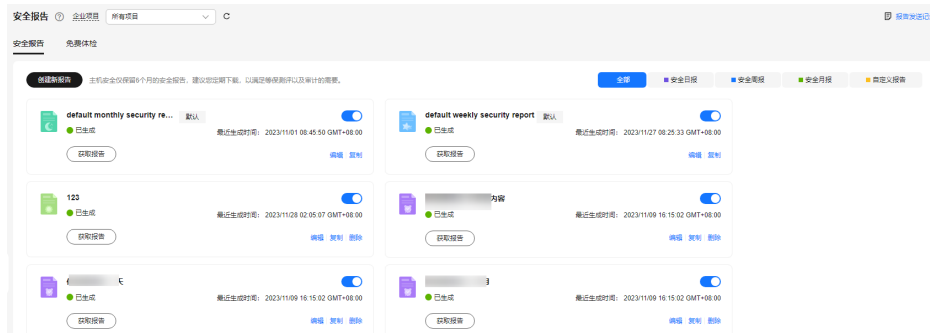 安全报告 企业项目 所有项目 报告发送记
安全报告 免费体检
创建新报告 主机安全仅保留6个月的安全报告，建议您定期下载，以满足等保测评以及审计的需要。 全部 安全日报 安全周报 安全月报 自定义报告
default monthly security re... 默认
已生成 最近生成时间： 2023/11/01 08:45:50 GMT+08:00
获取报告 编辑 复制
default weekly security report 默认
已生成 最近生成时间： 2023/11/27 08:25:33 GMT+08:00
获取报告 编辑 复制
123
已生成 最近生成时间： 2023/11/28 02:05:07 GMT+08:00
获取报告 编辑 复制 删除
内容
已生成 最近生成时间： 2023/11/09 16:15:02 GMT+08:00
获取报告 编辑 复制 删除
天
已生成 最近生成时间： 2023/11/09 16:15:02 GMT+08:00
获取报告 编辑 复制 删除
已生成 最近生成时间： 2023/11/09 16:15:02 GMT+08:00
获取报告 编辑 复制 删除